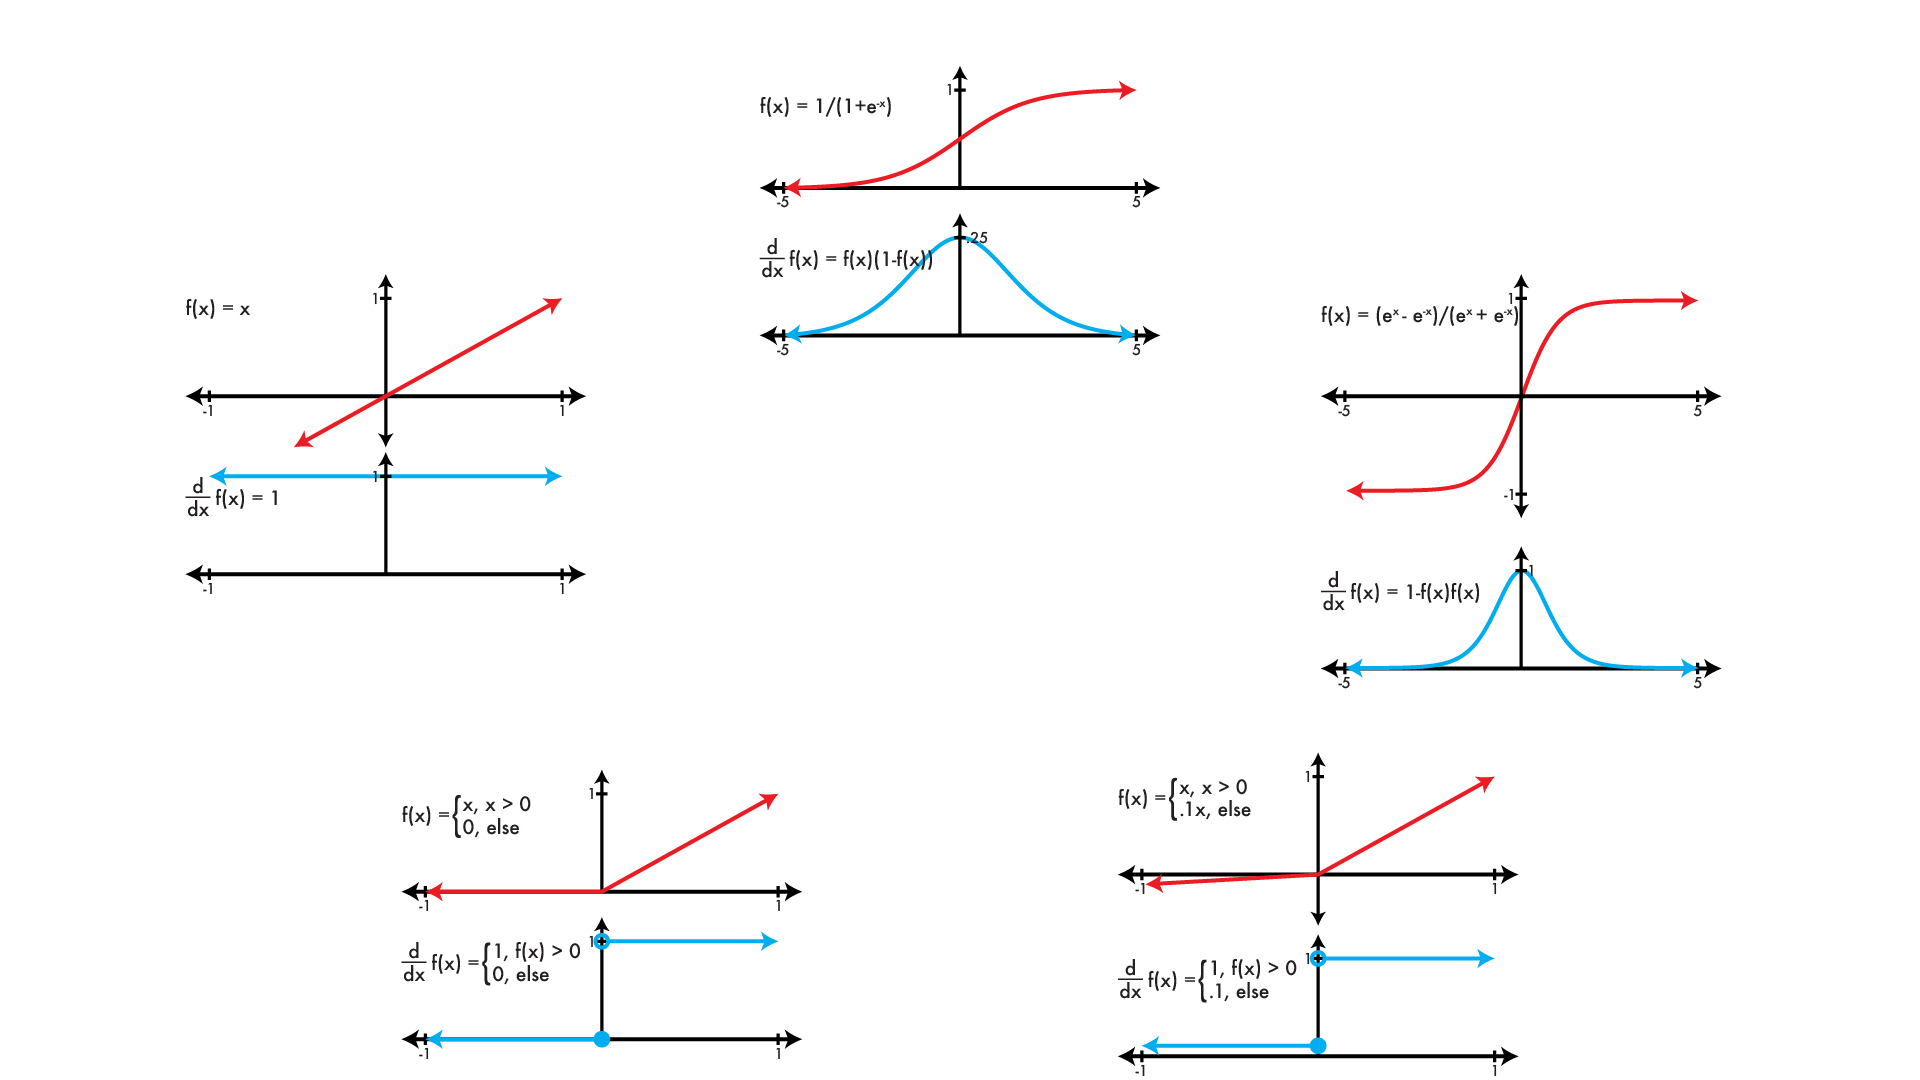 f(x) = 1/(1+e⁻ˣ)
1
-5 5
d/dx f(x) = f(x)(1-f(x))
.25
-5 5
f(x) = x
1
-1 1
d/dx f(x) = 1
1
-1 1
f(x) = (eˣ - e⁻ˣ)/(eˣ + e⁻ˣ)
1
-5 5
-1
d/dx f(x) = 1-f(x)f(x)
1
-5 5
f(x) = {x, x > 0
0, else
1
-1 1
d/dx f(x) = {1, f(x) > 0
0, else
1
-1 1
f(x) = {x, x > 0
.1x, else
1
-1 1
d/dx f(x) = {1, f(x) > 0
.1, else
1
-1 1